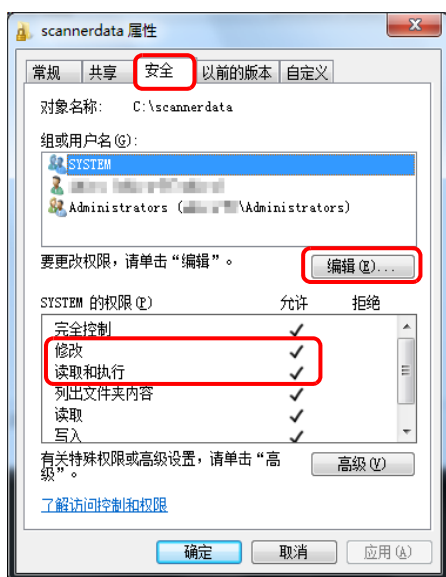 scannerdata 属性
常规 共享 安全 以前的版本 自定义
对象名称: C:\scannerdata
组或用户名(G):
SYSTEM
Administrators (\Administrators)
要更改权限，请单击“编辑”。
编辑(E)...
SYSTEM 的权限(P) 允许 拒绝
完全控制
修改
读取和执行
列出文件夹内容
读取
写入
有关特殊权限或高级设置，请单击“高
级”。
高级(V)
了解访问控制和权限
确定 取消 应用(A)